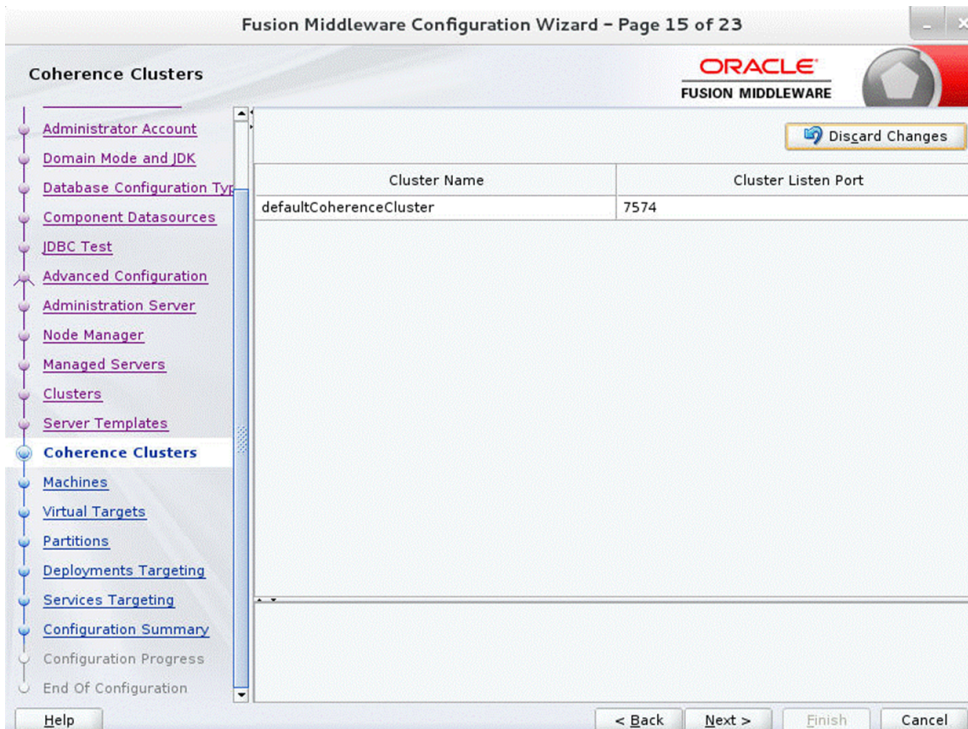 Fusion Middleware Configuration Wizard – Page 15 of 23
Coherence Clusters
ORACLE
FUSION MIDDLEWARE
Administrator Account
Domain Mode and JDK
Database Configuration Typ
Component Datasources
JDBC Test
Advanced Configuration
Administration Server
Node Manager
Managed Servers
Clusters
Server Templates
Coherence Clusters
Machines
Virtual Targets
Partitions
Deployments Targeting
Services Targeting
Configuration Summary
Configuration Progress
End Of Configuration
Discard Changes
Cluster Name Cluster Listen Port
defaultCoherenceCluster 7574
Help < Back Next > Finish Cancel